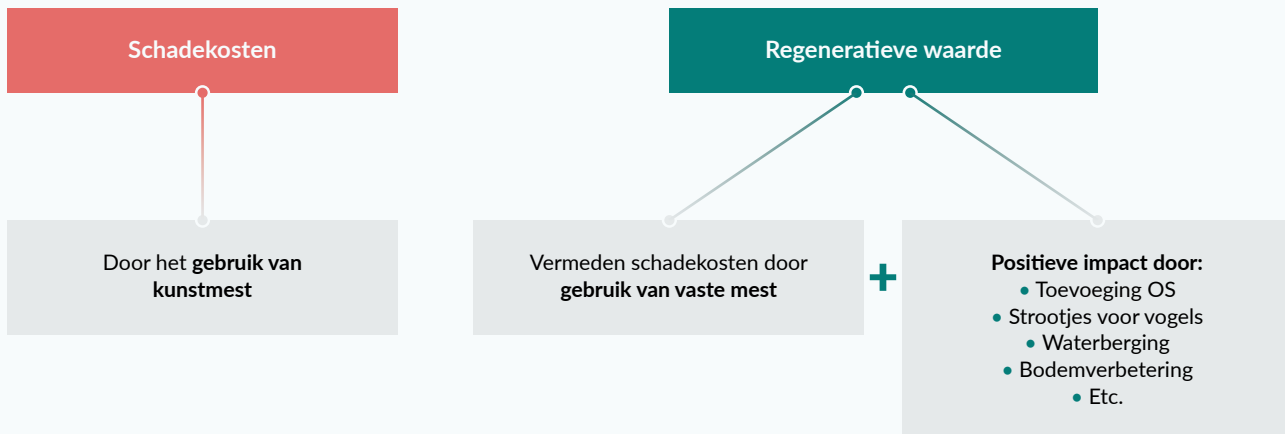 Schadekosten
Regeneratieve waarde
Door het gebruik van
kunstmest
Vermeden schadekosten door
gebruik van vaste mest
+
Positieve impact door:
• Toevoeging OS
• Strootjes voor vogels
• Waterberging
• Bodemverbetering
• Etc.